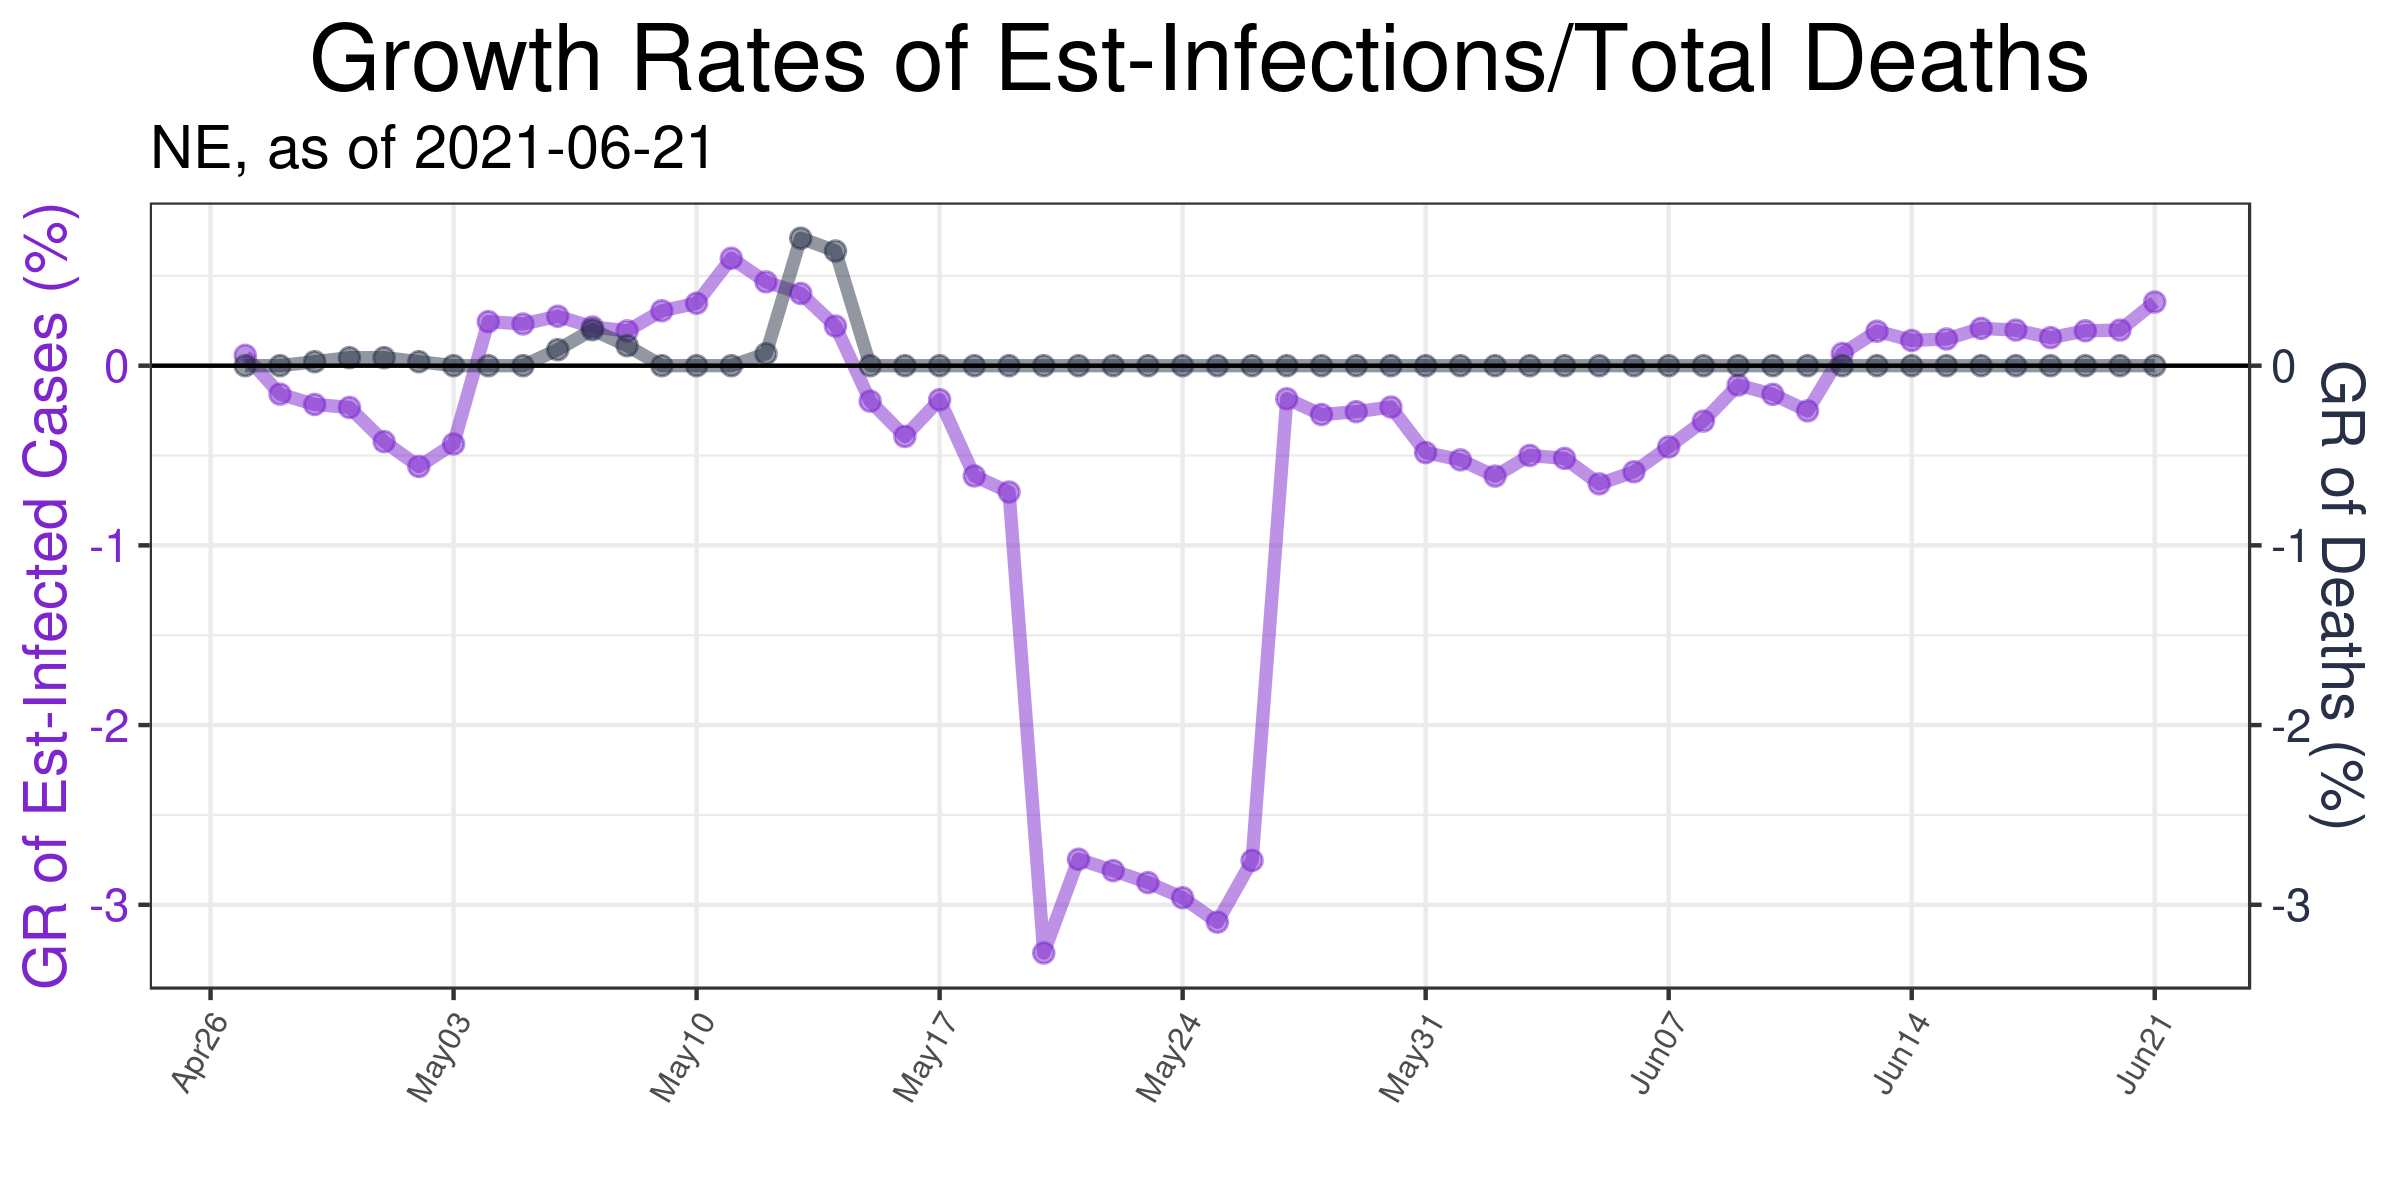 Growth Rates of Est-Infections/Total Deaths
NE, as of 2021-06-21
GR of Est-Infected Cases (%)
0
-1
-2
-3
0
-1
-2
-3
GR of Deaths (%)
Apr26
May03
May10
May17
May24
May31
Jun07
Jun14
Jun21